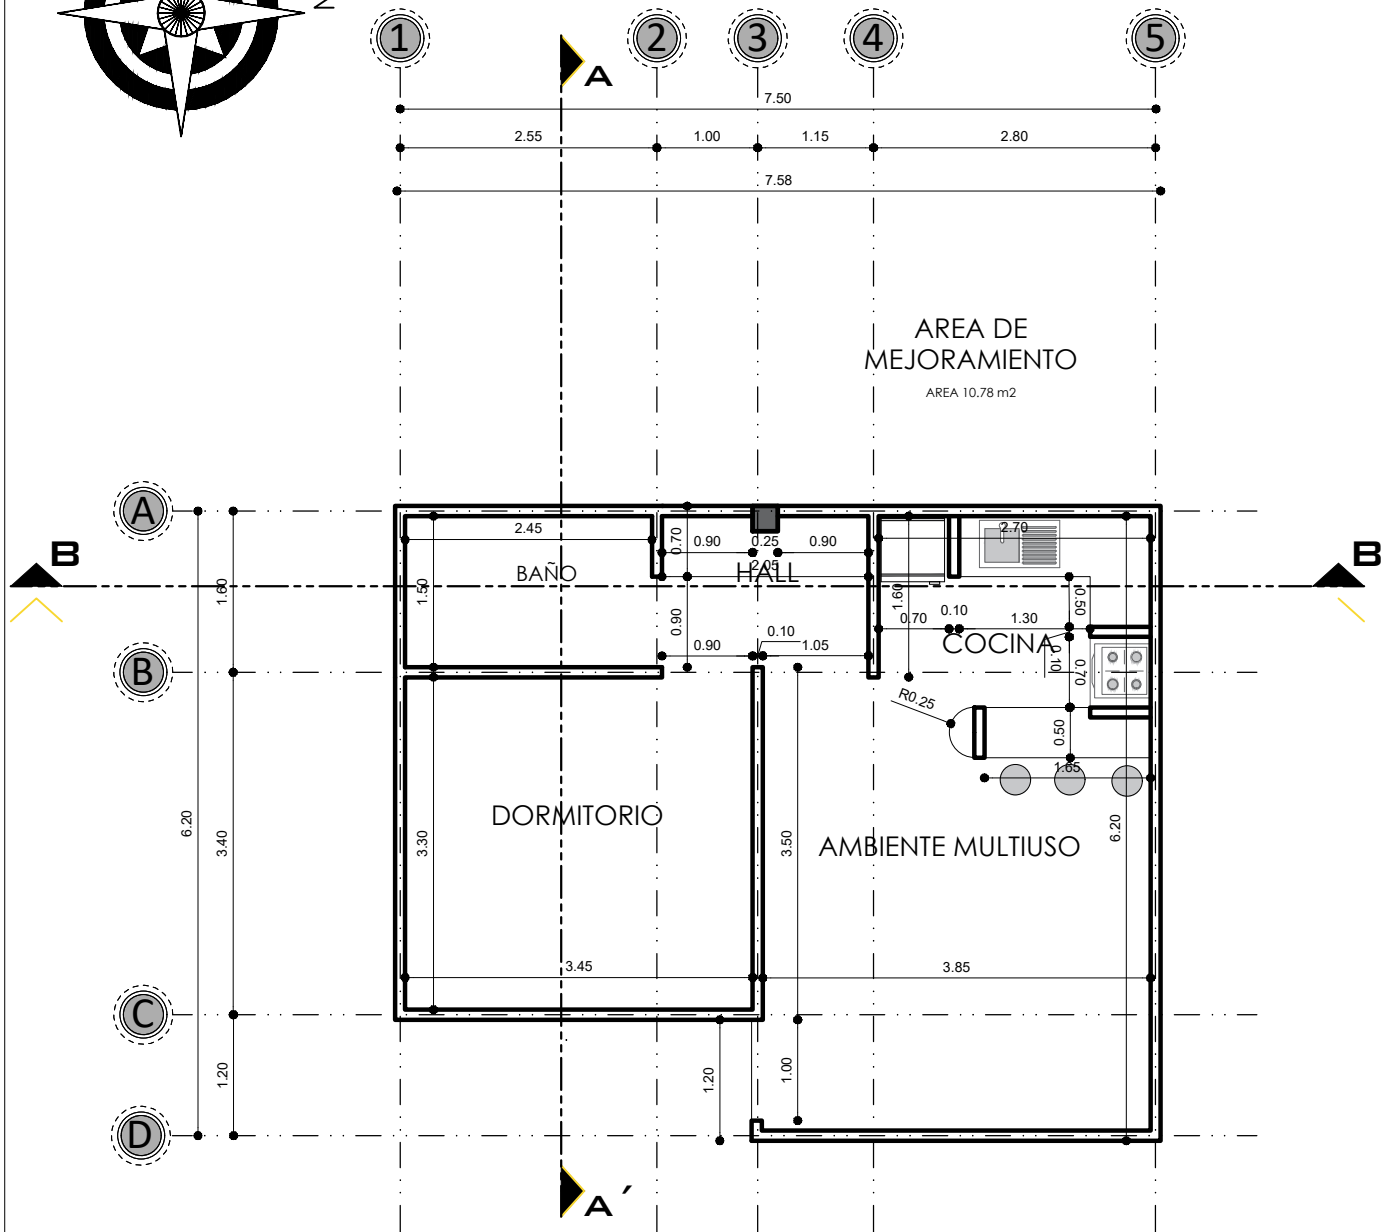 Z
1 2 3 4 5
A
7.50
2.55 1.00 1.15 2.80
7.58
AREA DE
MEJORAMIENTO
AREA 10.78 m2
A
B
B
2.45
0.70
0.90 0.25 0.90
2.70
BAÑO
HALL
2.05
1.60
1.50
1.60
0.50
0.90
0.70 0.10 1.30
0.90 0.10 1.05
COCINA
0.10
0.70
B
R0.25
0.50
1.65
DORMITORIO
AMBIENTE MULTIUSO
6.20
3.40
3.30
3.50
6.20
3.45 3.85
C
1.20
1.20
1.00
D
A´